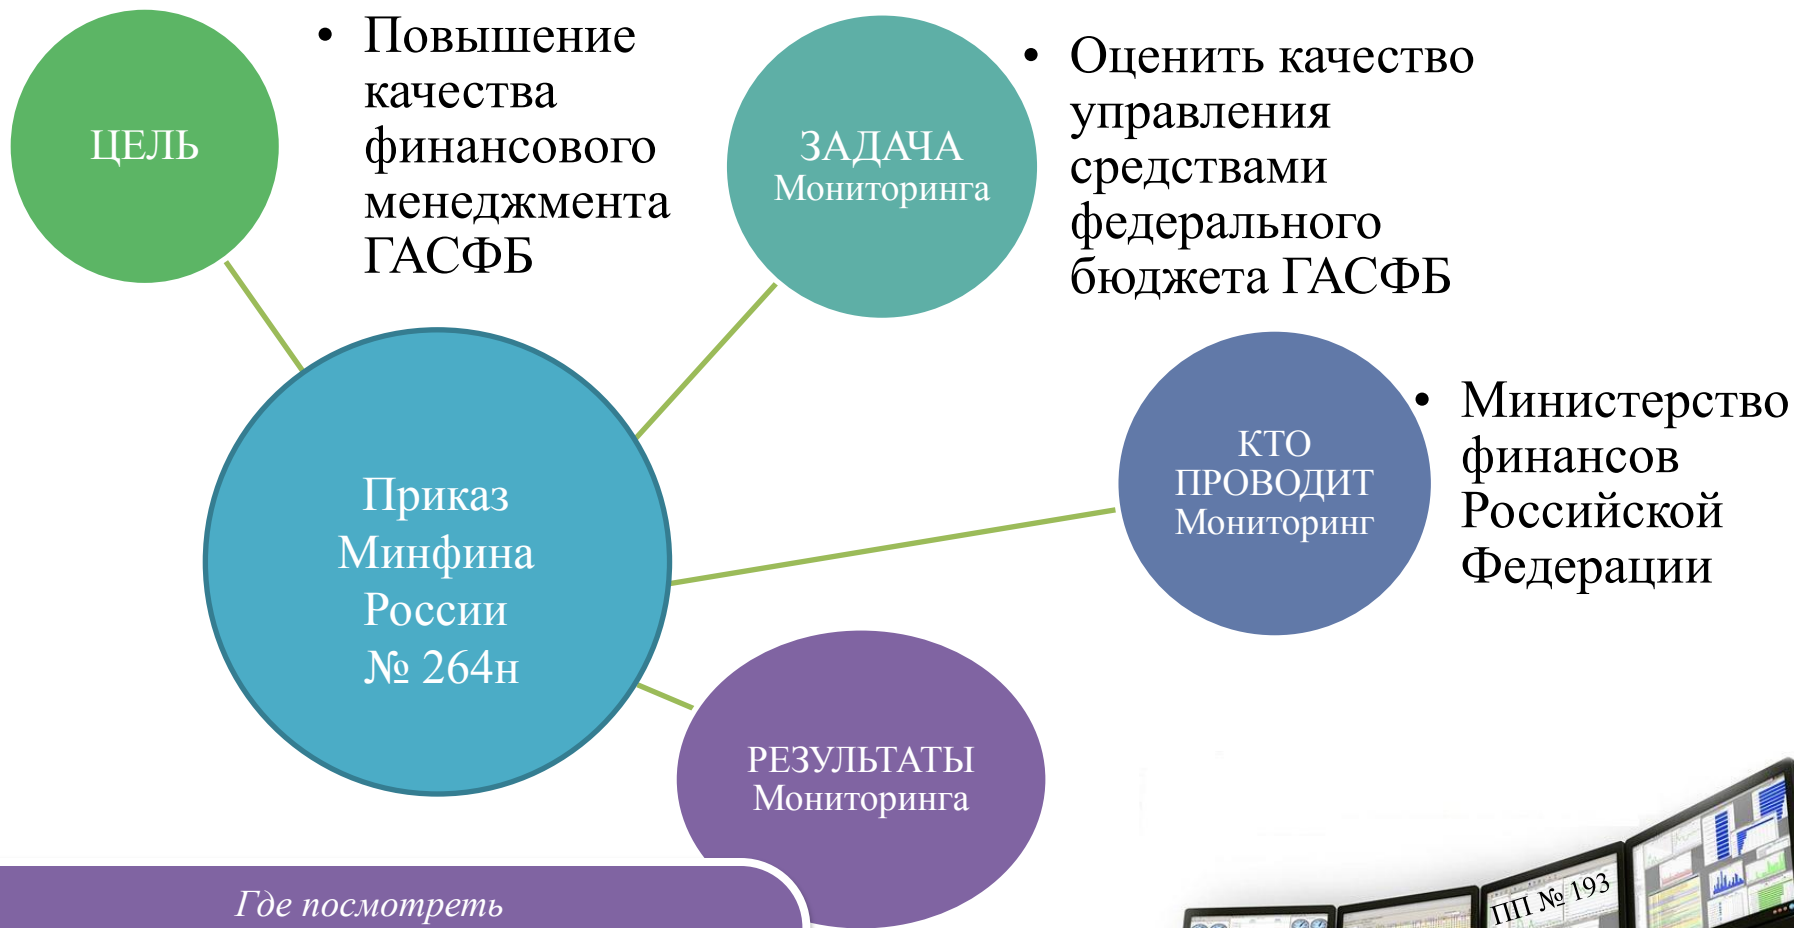 ЦЕЛЬ
• Повышение
качества
финансового
менеджмента
ГАСФБ
ЗАДАЧА
Мониторинга
• Оценить качество
управления
средствами
федерального
бюджета ГАСФБ
КТО
ПРОВОДИТ
Мониторинг
• Министерство
финансов
Российской
Федерации
Приказ
Минфина
России
№ 264н
РЕЗУЛЬТАТЫ
Мониторинга
Где посмотреть
ПП № 193